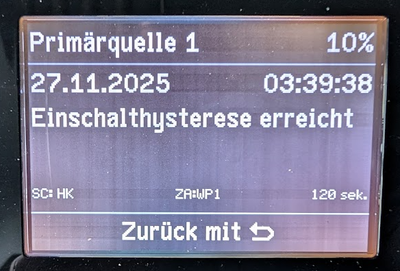 Primärquelle 1 10%
27.11.2025 03:39:38
Einschalthysterese erreicht
SC: HK ZA:WP1 120 sek.
Zurück mit